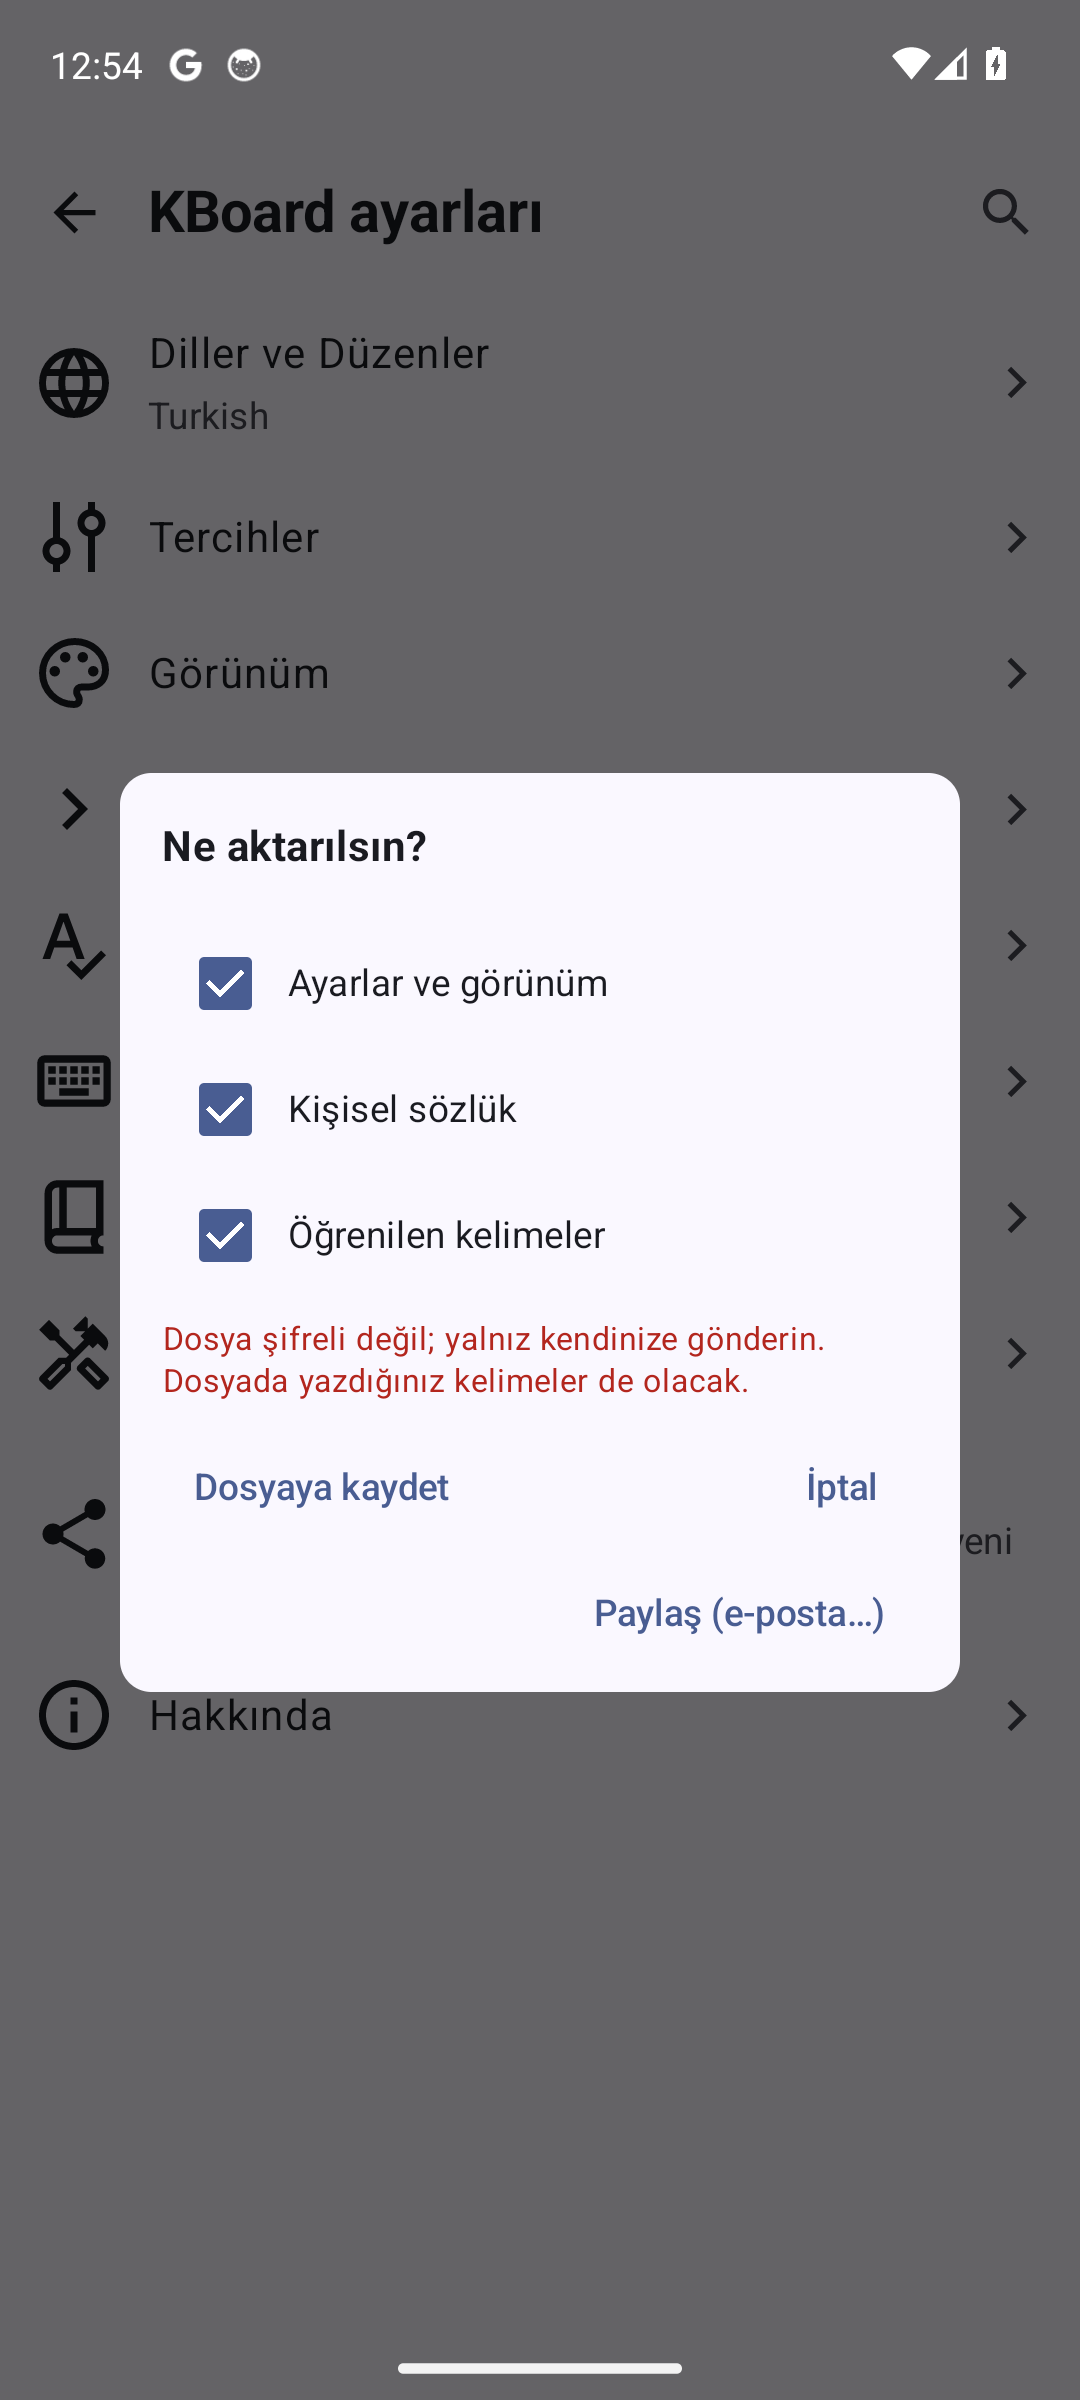 12:54
KBoard ayarları
Diller ve Düzenler
Turkish
Tercihler
Görünüm
Ne aktarılsın?
Ayarlar ve görünüm
Kişisel sözlük
Öğrenilen kelimeler
Dosya şifreli değil; yalnız kendinize gönderin.
Dosyada yazdığınız kelimeler de olacak.
Dosyaya kaydet
İptal
Paylaş (e-posta…)
Hakkında